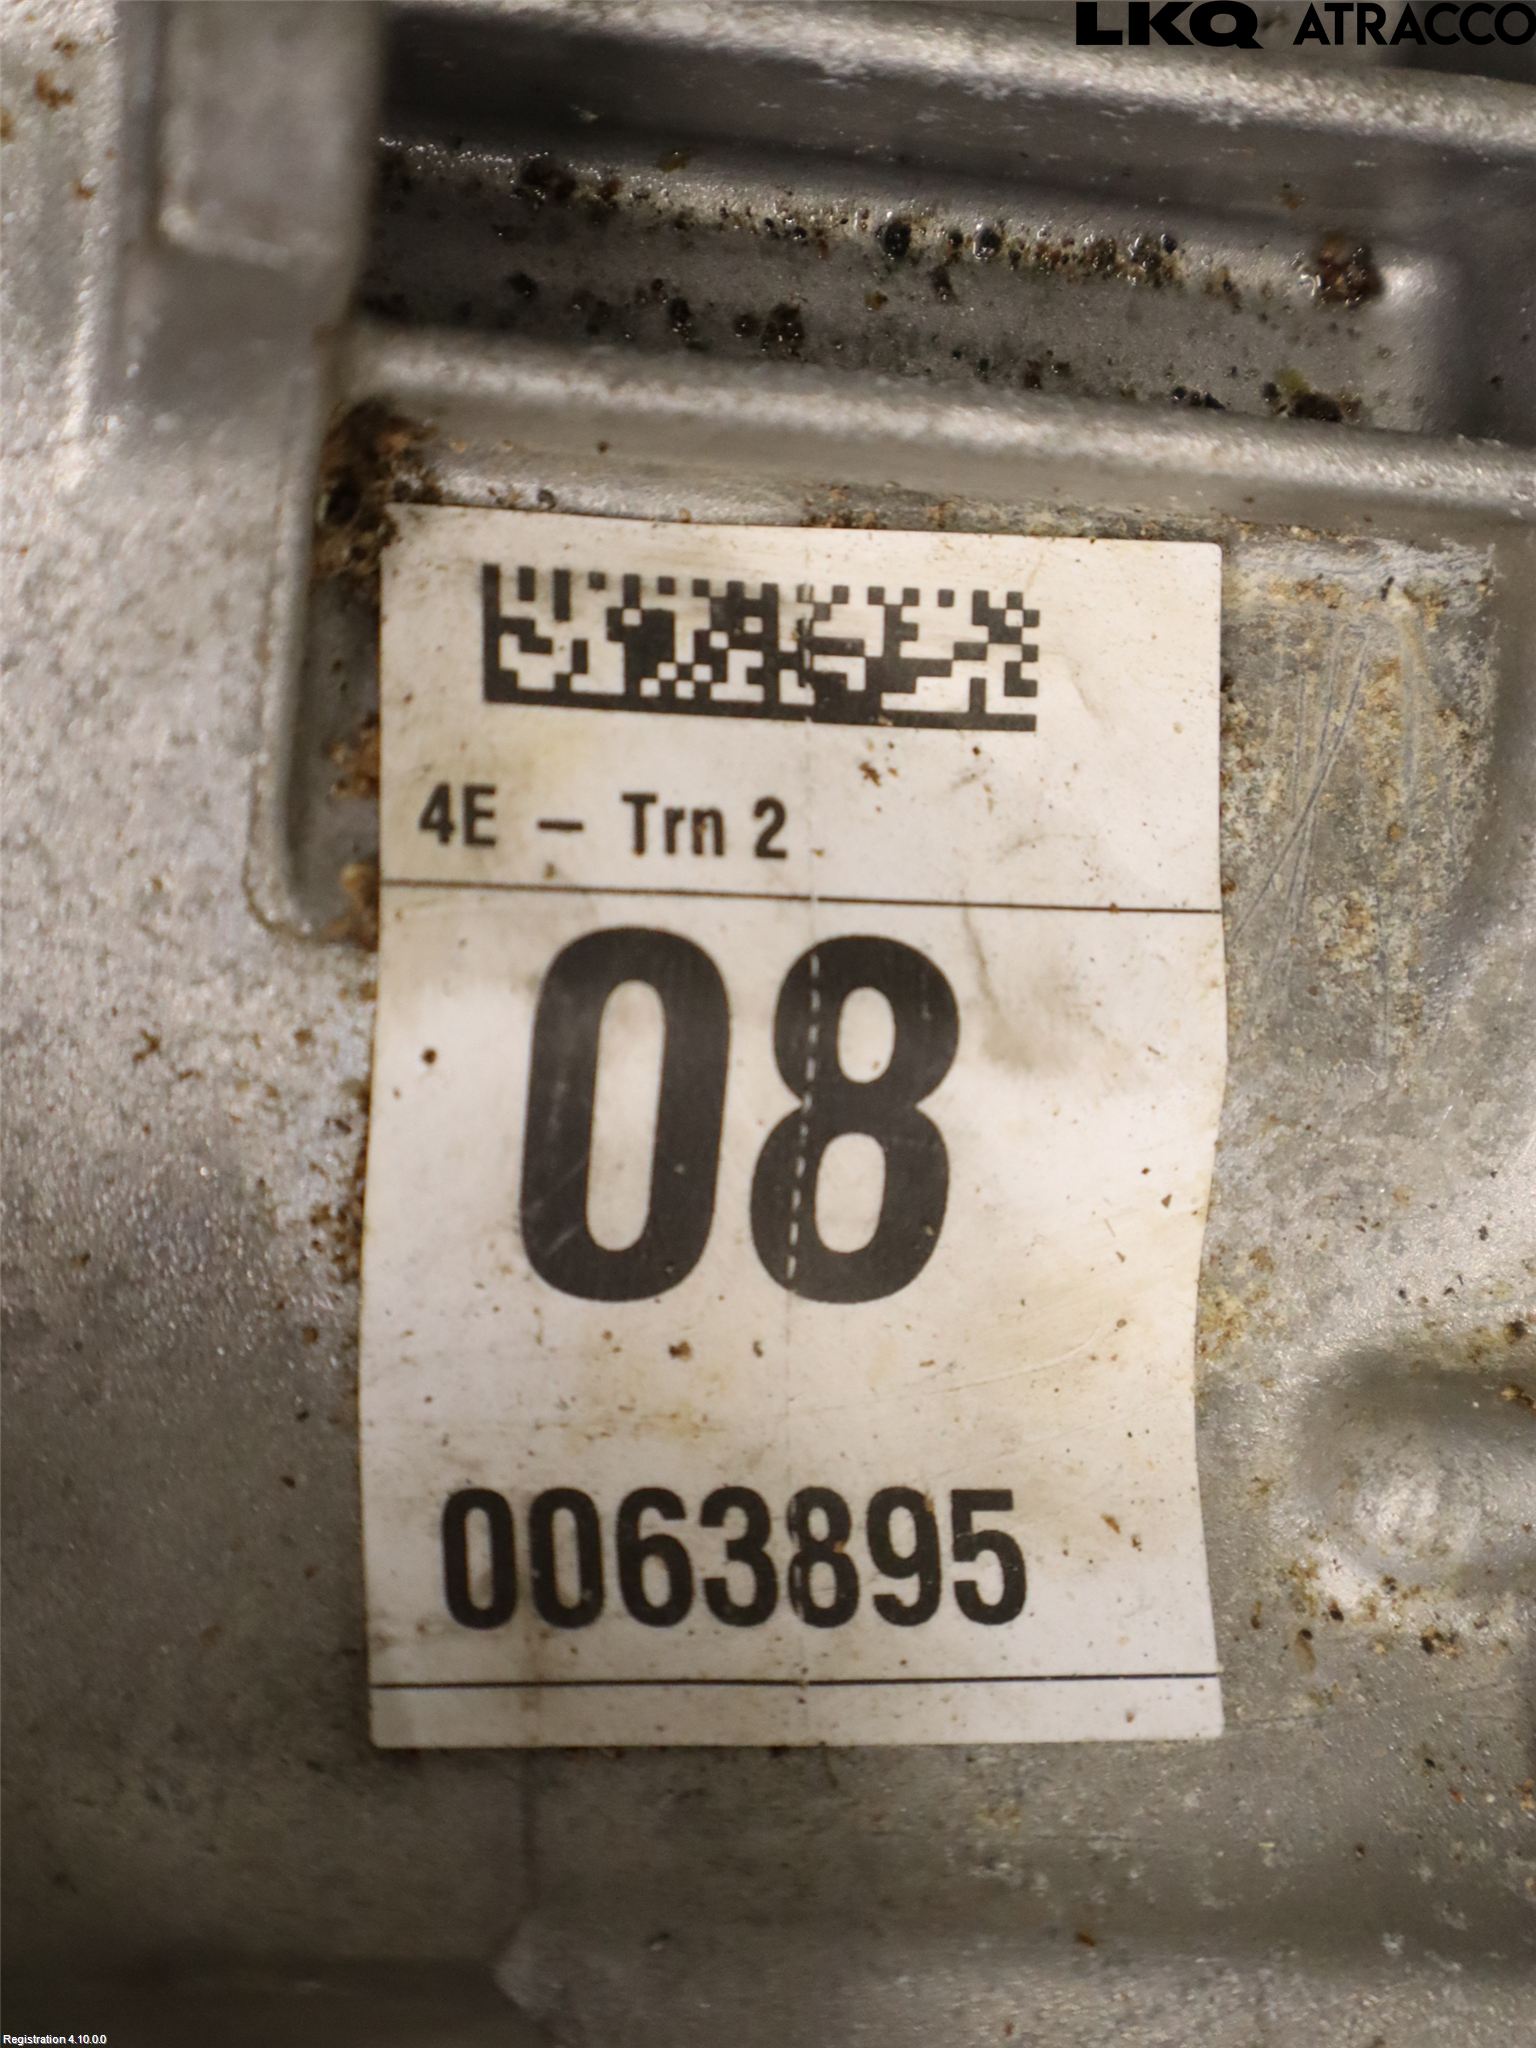 LKQ ATRACCO
4E – Trn 2
08
0063895
Registration 4.10.0.0